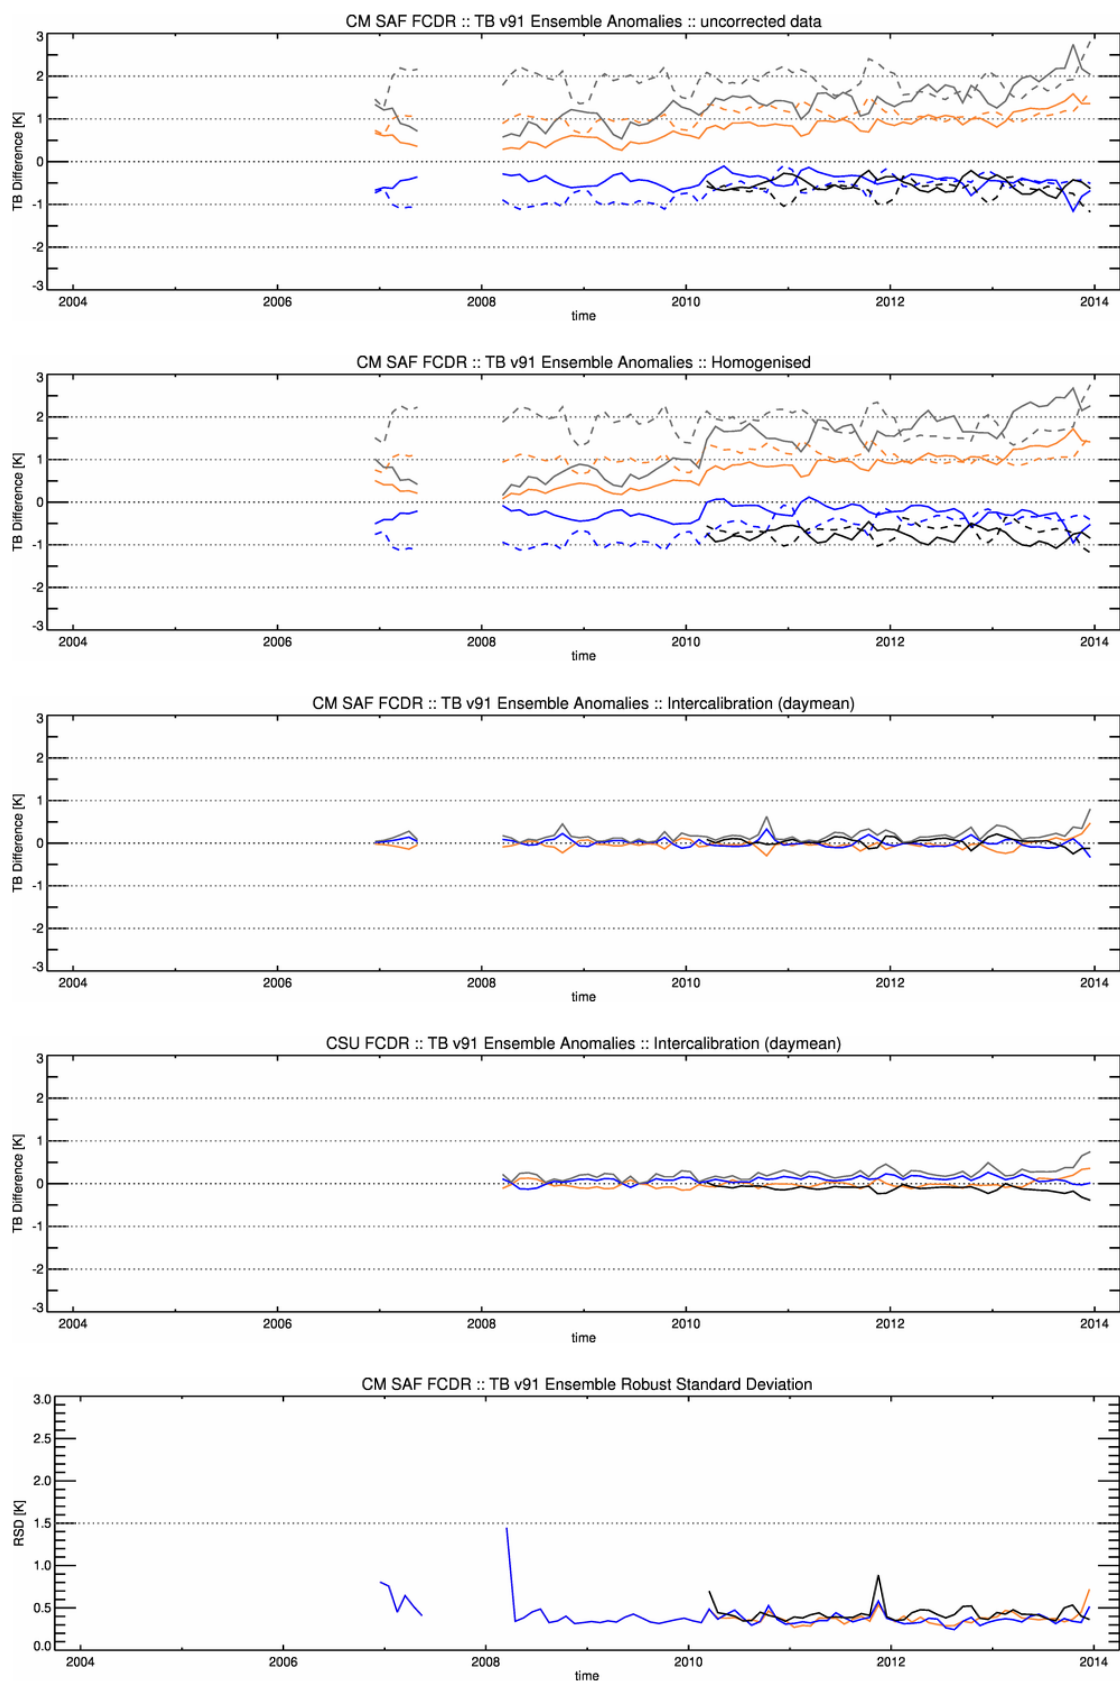 CM SAF FCDR :: TB v91 Ensemble Anomalies :: uncorrected data
3
2
1
0
-1
-2
-3
TB Difference [K]
2004 2006 2008 2010 2012 2014
time
CM SAF FCDR :: TB v91 Ensemble Anomalies :: Homogenised
3
2
1
0
-1
-2
-3
TB Difference [K]
2004 2006 2008 2010 2012 2014
time
CM SAF FCDR :: TB v91 Ensemble Anomalies :: Intercalibration (daymean)
3
2
1
0
-1
-2
-3
TB Difference [K]
2004 2006 2008 2010 2012 2014
time
CSU FCDR :: TB v91 Ensemble Anomalies :: Intercalibration (daymean)
3
2
1
0
-1
-2
-3
TB Difference [K]
2004 2006 2008 2010 2012 2014
time
CM SAF FCDR :: TB v91 Ensemble Robust Standard Deviation
3.0
2.5
2.0
1.5
1.0
0.5
0.0
RSD [K]
2004 2006 2008 2010 2012 2014
time